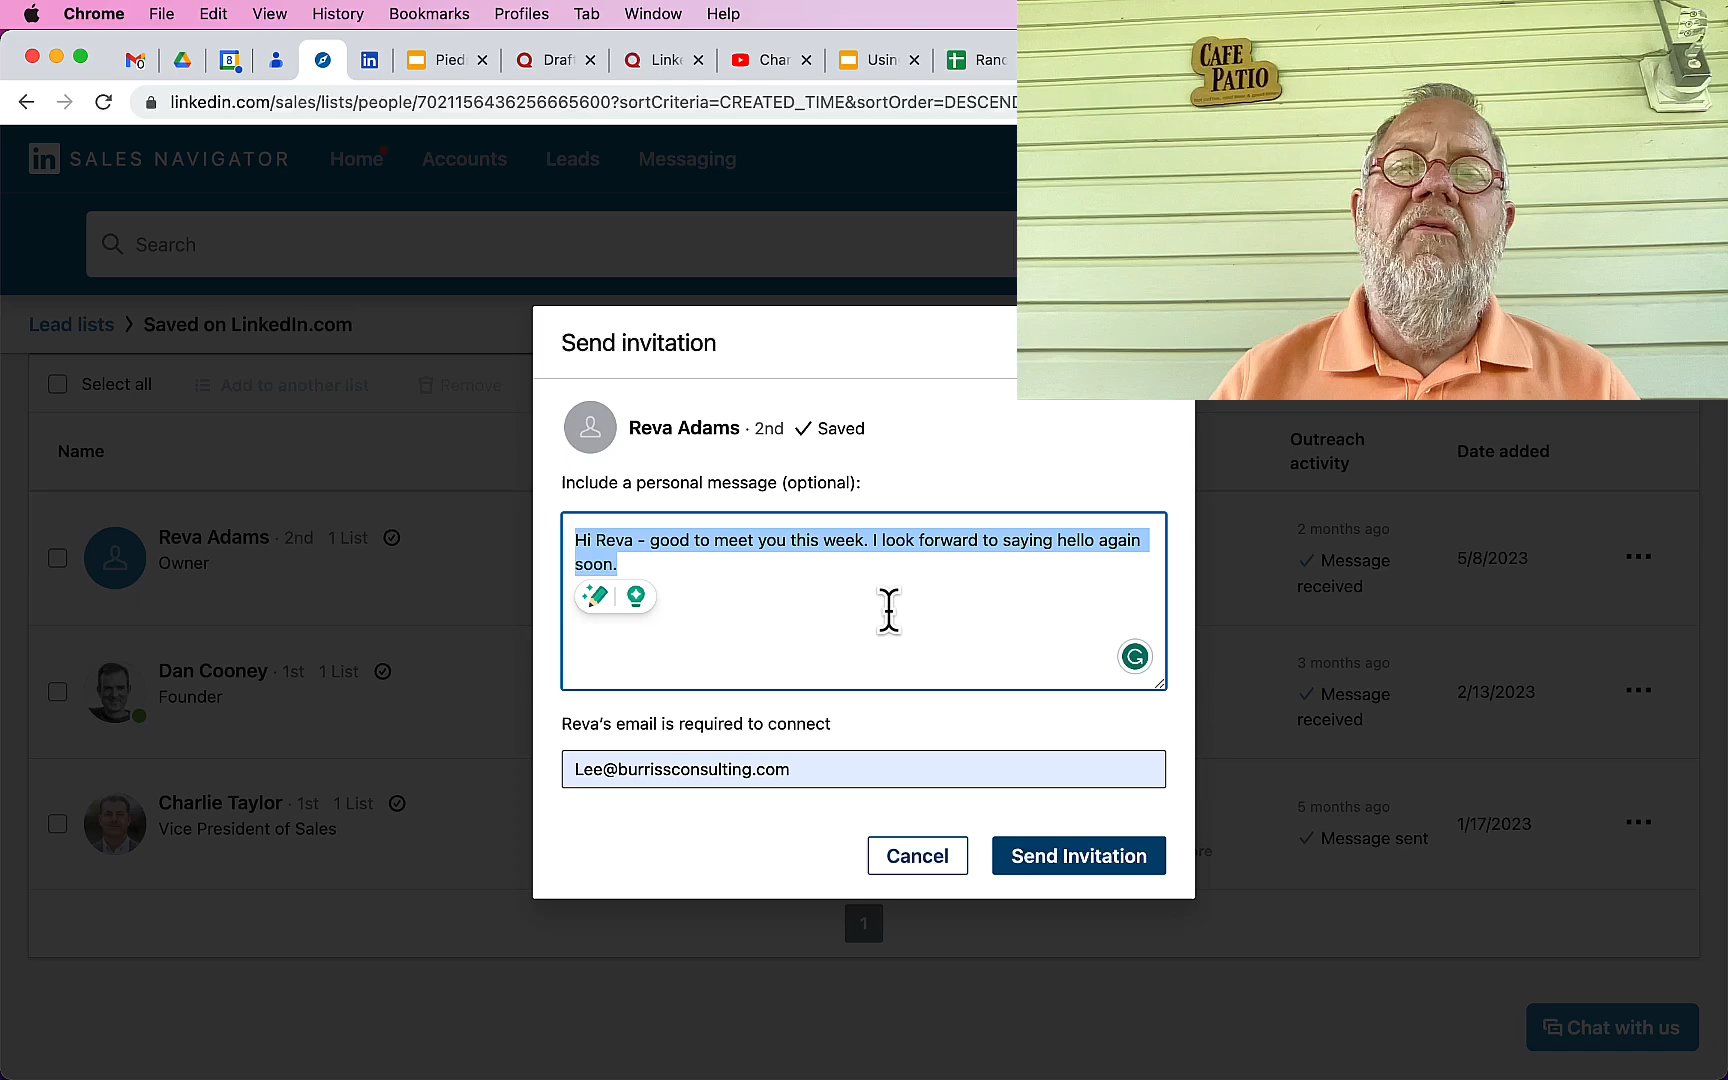 Chrome File Edit View History Bookmarks Profiles Tab Window Help
8 Pied Draf Linke Char Usin Ranc
linkedin.com/sales/lists/people/7021156436256665600?sortCriteria=CREATED_TIME&sortOrder=DESCEND
CAFE
PATIO
in SALES NAVIGATOR Home Accounts Leads Messaging
Search
Lead lists > Saved on LinkedIn.com
Send invitation
Select all Add to another list Remove
Reva Adams · 2nd ✓ Saved
Name Outreach activity Date added
Include a personal message (optional):
Hi Reva - good to meet you this week. I look forward to saying hello again
soon.
Reva Adams · 2nd 1 List
Owner
2 months ago
✓ Message
received
5/8/2023
Dan Cooney · 1st 1 List
Founder
3 months ago
✓ Message
received
2/13/2023
Reva's email is required to connect
Lee@burrissconsulting.com
Charlie Taylor · 1st 1 List
Vice President of Sales
5 months ago
✓ Message sent
1/17/2023
Cancel Send Invitation
1
Chat with us